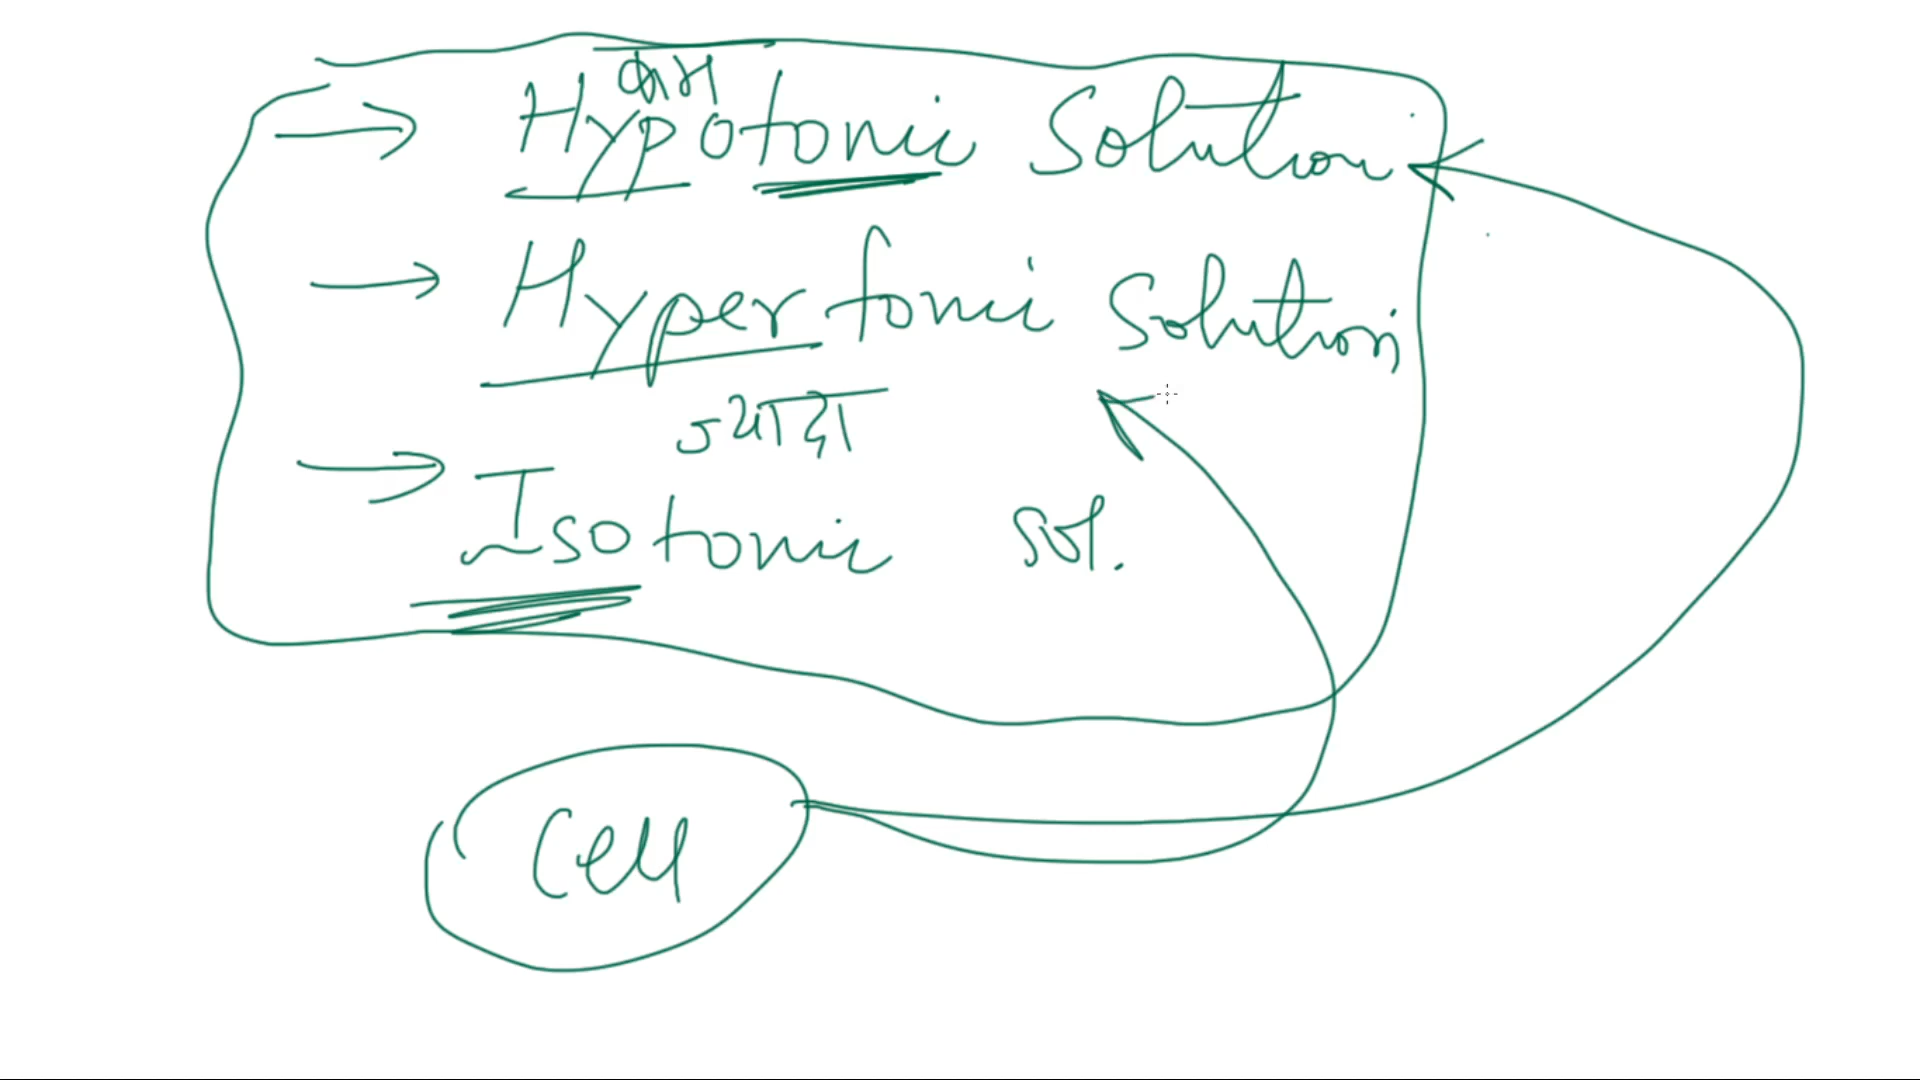 कम
Hypotonic Solution
Hypertonic Solution
ज्यादा
Isotonic sol.
Cell